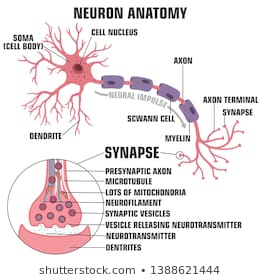 NEURON ANATOMY
SOMA
(CELL BODY)
CELL NUCLEUS
AXON
NEURAL IMPULSE
AXON TERMINAL
SYNAPSE
SCWANN CELL
DENDRITE
MYELIN
SYNAPSE
PRESYNAPTIC AXON
MICROTUBULE
LOTS OF MITOCHONDRIA
NEUROFILAMENT
SYNAPTIC VESICLES
VESICLE RELEASING NEUROTRANSMITTER
NEUROTRANSMITTER
DENTRITES
shutterstock.com • 1388621444